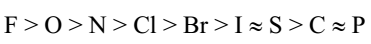 F > O > N > Cl > Br > I ≈ S > C ≈ P